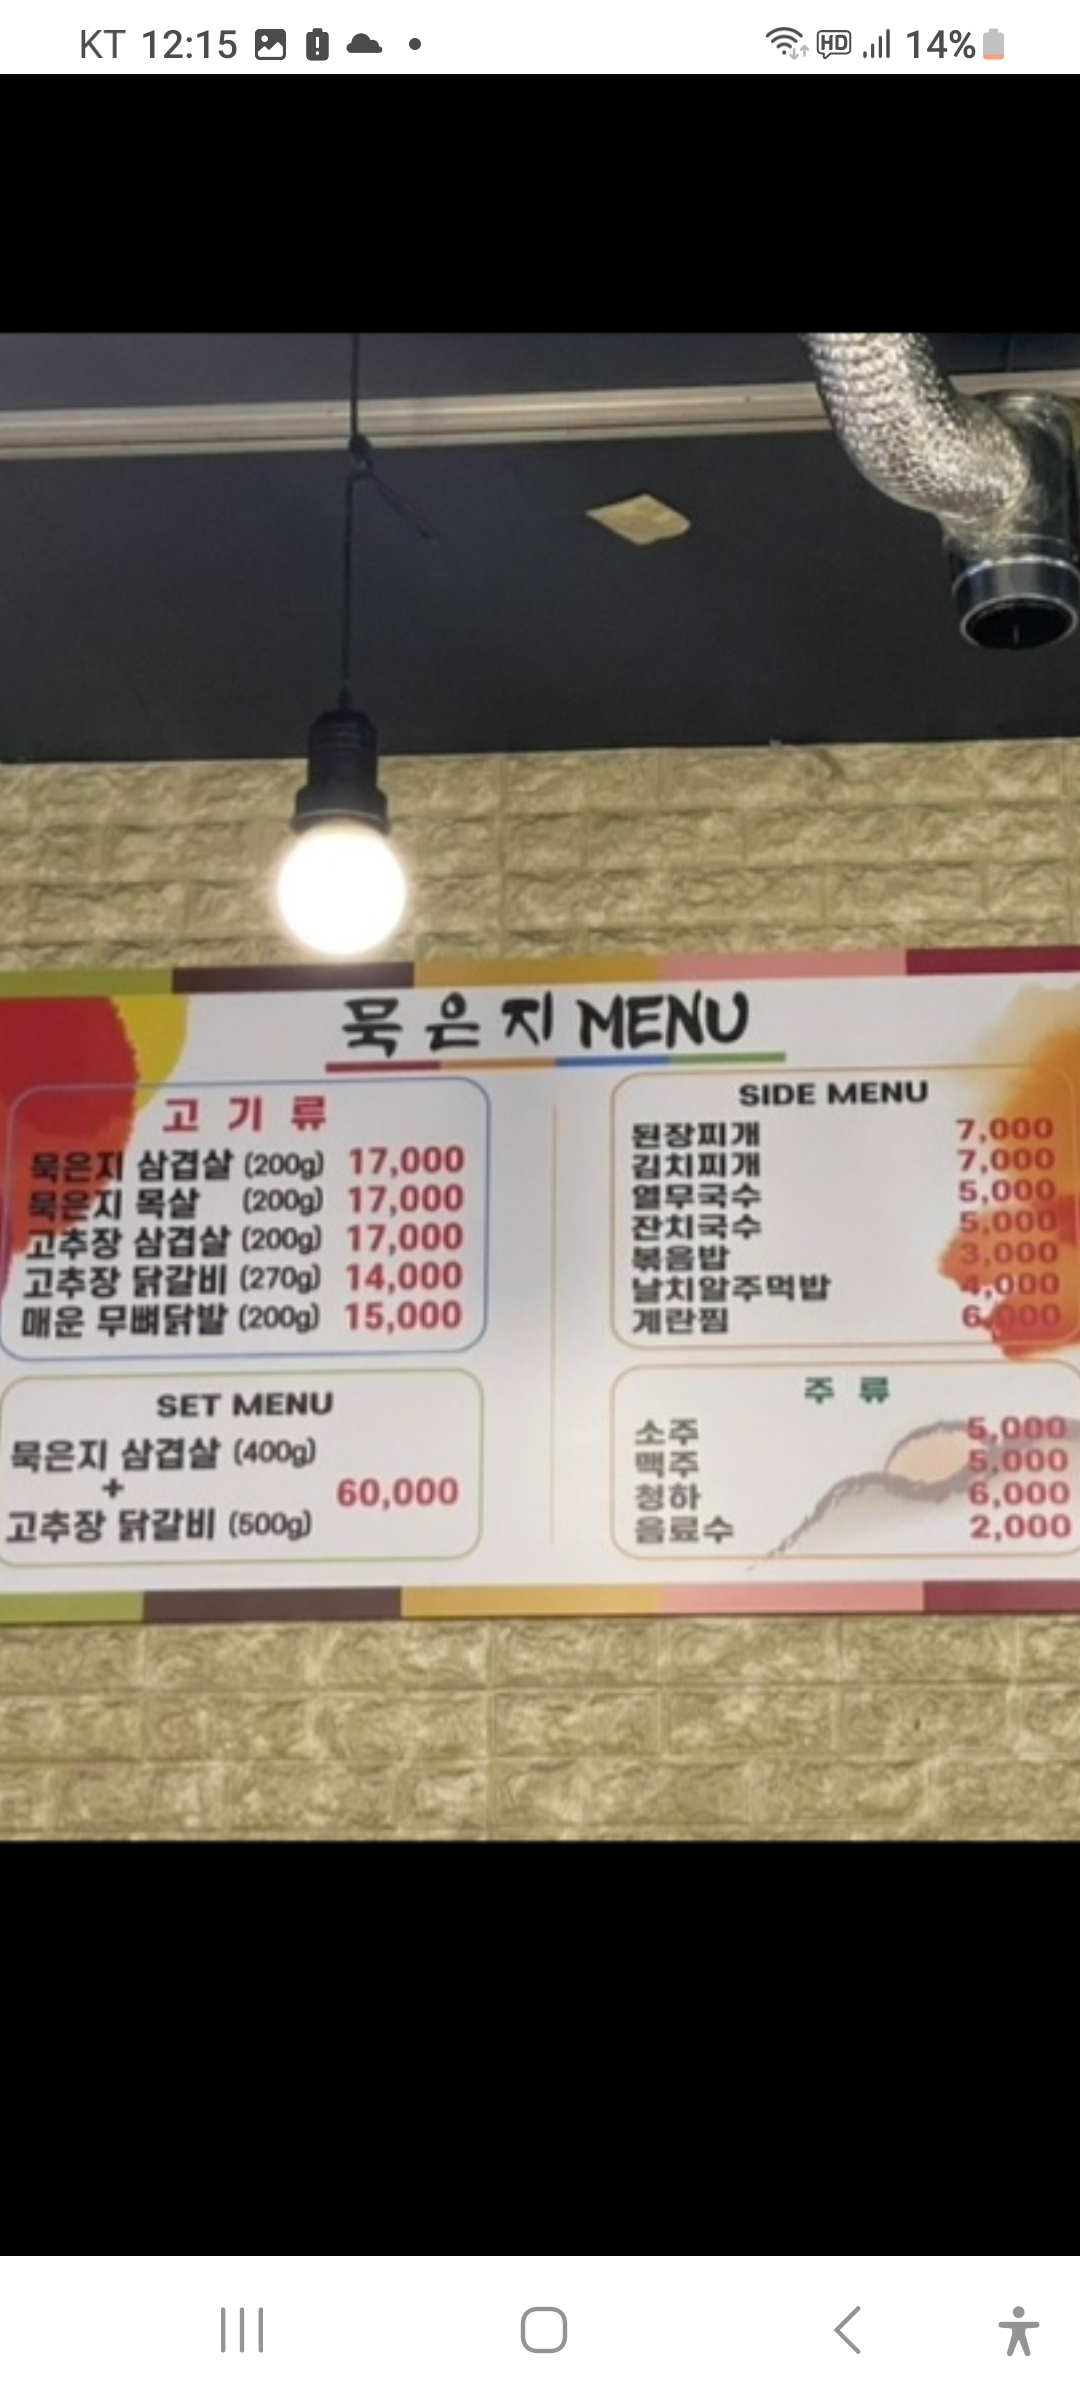 KT 12:15
HD 14%
묵은지 MENU
고기류
묵은지 삼겹살 (200g) 17,000
묵은지 목살 (200g) 17,000
고추장 삼겹살 (200g) 17,000
고추장 닭갈비 (270g) 14,000
매운 무뼈닭발 (200g) 15,000
SET MENU
묵은지 삼겹살 (400g)
+
60,000
고추장 닭갈비 (500g)
SIDE MENU
된장찌개 7,000
김치찌개 7,000
열무국수 5,000
잔치국수 5,000
볶음밥 3,000
날치알주먹밥 4,000
계란찜 6,000
주류
소주 5,000
맥주 5,000
청하 6,000
음료수 2,000